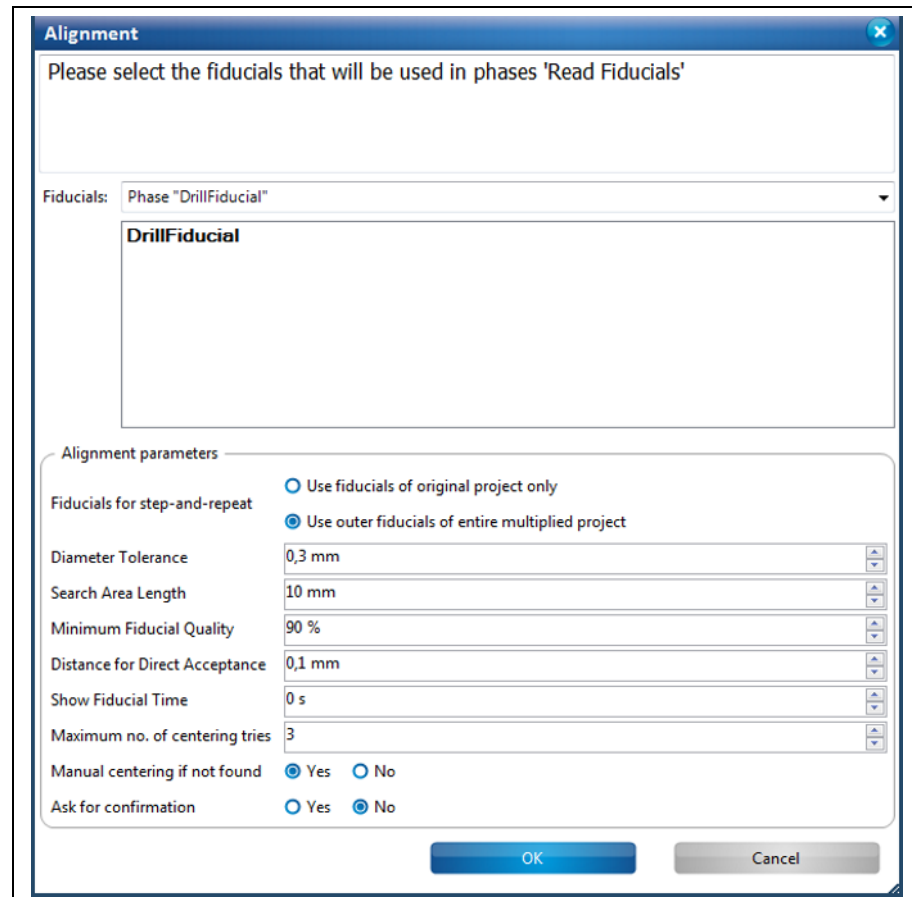 Alignment
Please select the fiducials that will be used in phases 'Read Fiducials'
Fiducials: Phase "DrillFiducial"
DrillFiducial
Alignment parameters
Fiducials for step-and-repeat
Use fiducials of original project only
Use outer fiducials of entire multiplied project
Diameter Tolerance 0,3 mm
Search Area Length 10 mm
Minimum Fiducial Quality 90 %
Distance for Direct Acceptance 0,1 mm
Show Fiducial Time 0 s
Maximum no. of centering tries 3
Manual centering if not found Yes No
Ask for confirmation Yes No
OK Cancel